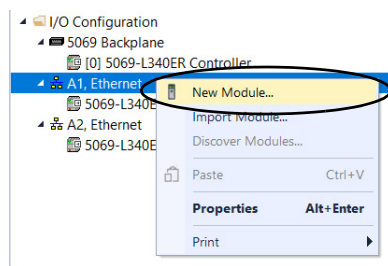 I/O Configuration
5069 Backplane
[0] 5069-L340ER Controller
A1, Ethernet
5069-L340E
A2, Ethernet
5069-L340E
New Module...
Import Module...
Discover Modules...
Paste Ctrl+V
Properties Alt+Enter
Print